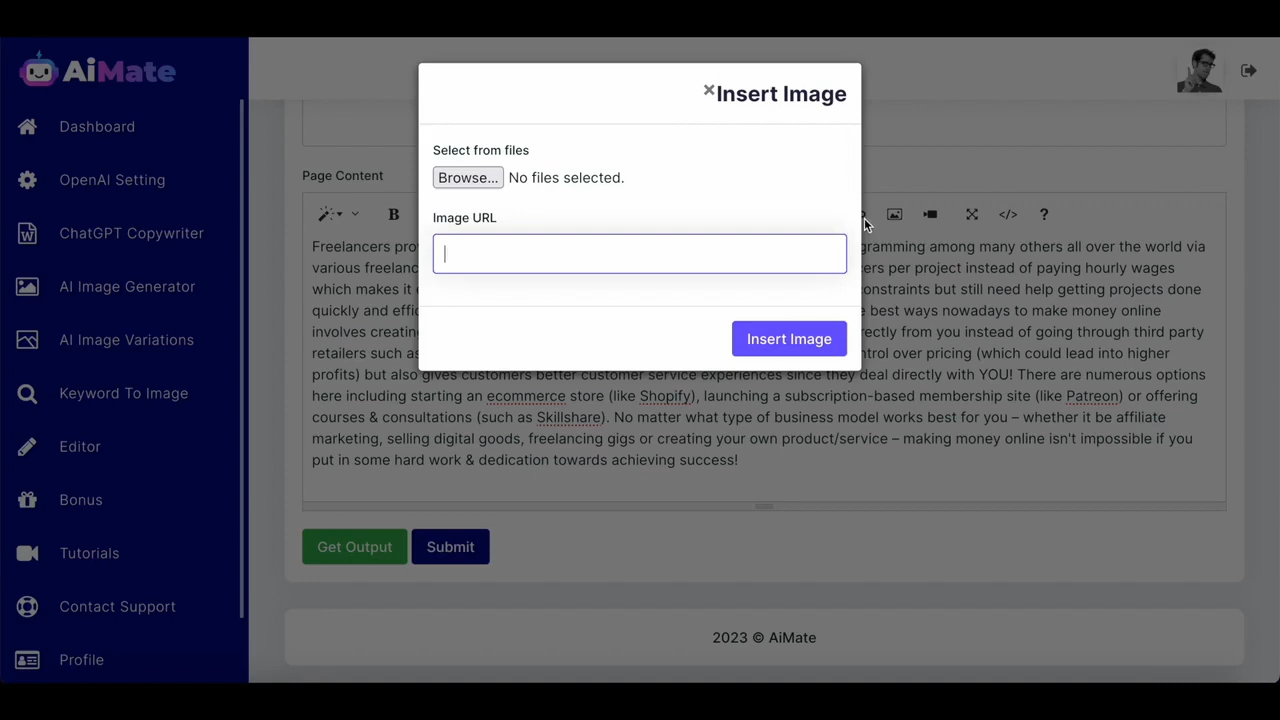 AiMate
Dashboard
OpenAI Setting
ChatGPT Copywriter
AI Image Generator
AI Image Variations
Keyword To Image
Editor
Bonus
Tutorials
Contact Support
Profile
×Insert Image
Select from files
Browse... No files selected.
Image URL
Insert Image
Page Content
B </> ?
Freelancers gramming among many others all over the world via
various ers per project instead of paying hourly wages
which makes it constraints but still need help getting projects done
quickly and best ways nowadays to make money online
involves directly from you instead of going through third party
retailers such as control over pricing (which could lead into higher
profits) but also gives customers better customer service experiences since they deal directly with YOU! There are numerous options
here including starting an ecommerce store (like Shopify), launching a subscription-based membership site (like Patreon) or offering
courses & consultations (such as Skillshare). No matter what type of business model works best for you – whether it be affiliate
marketing, selling digital goods, freelancing gigs or creating your own product/service – making money online isn't impossible if you
put in some hard work & dedication towards achieving success!
Get Output Submit
2023 © AiMate